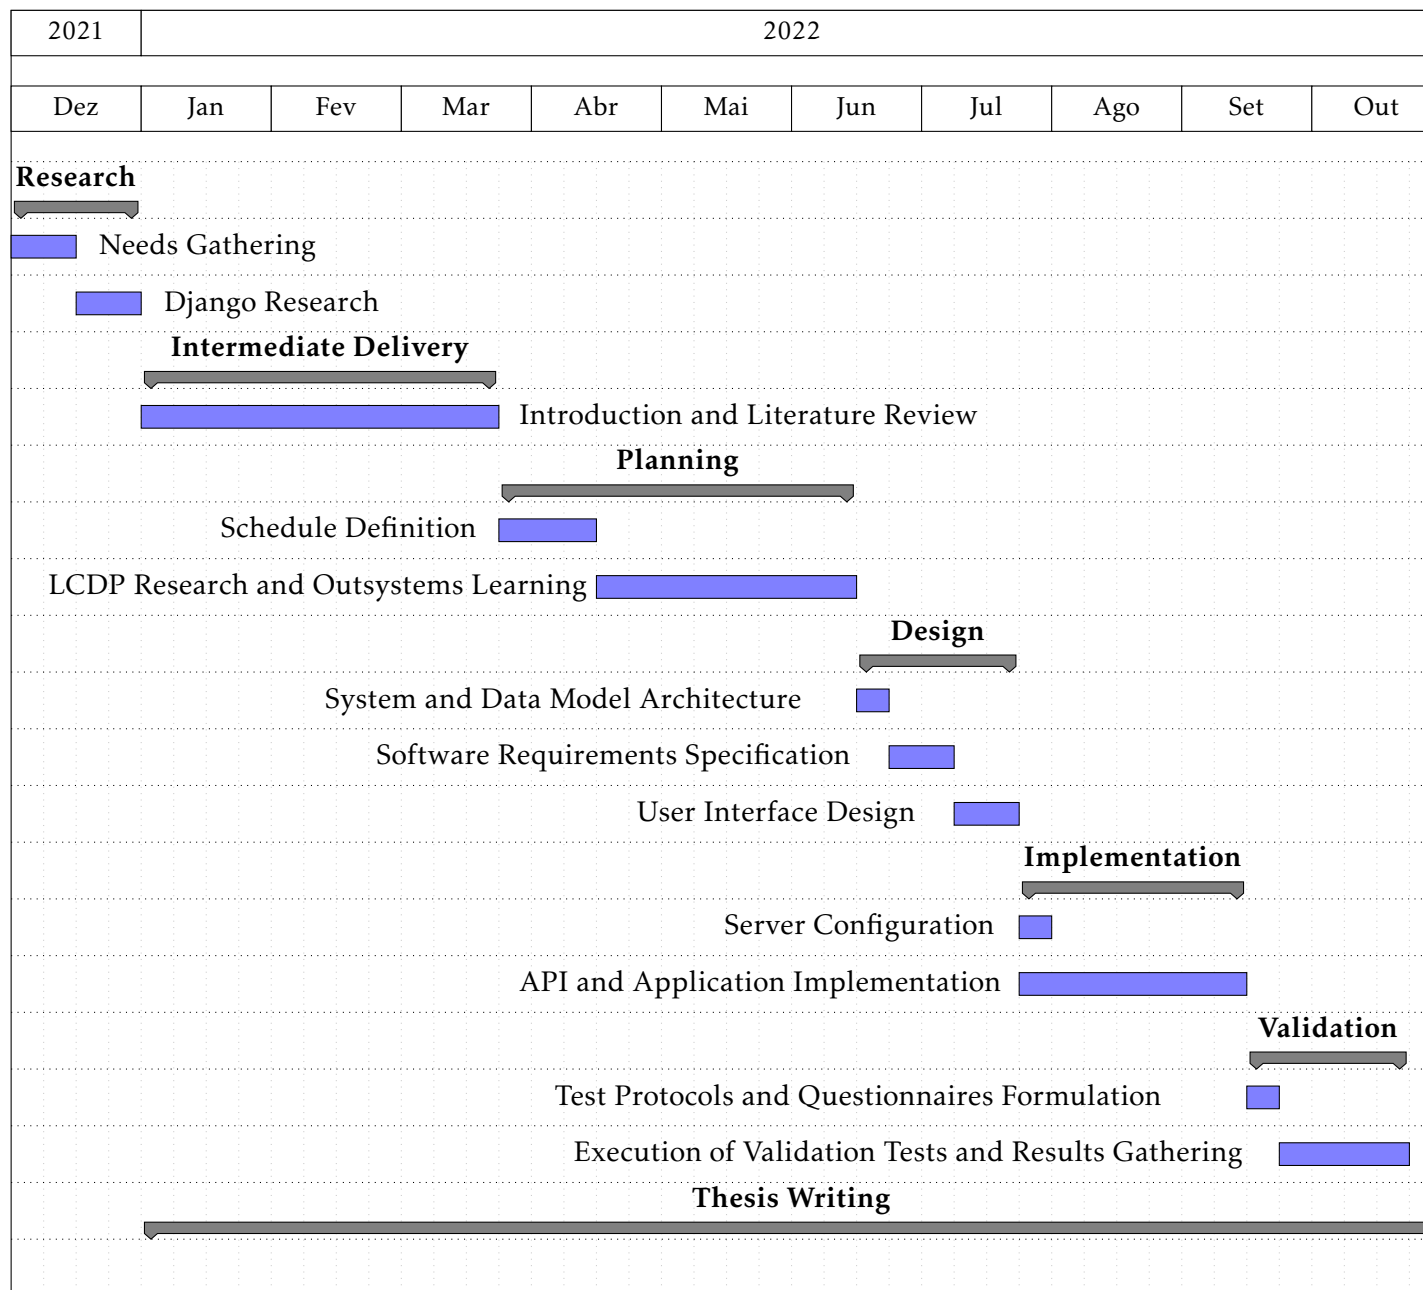 2021 2022
Dez Jan Fev Mar Abr Mai Jun Jul Ago Set Out
Research
Needs Gathering
Django Research
Intermediate Delivery
Introduction and Literature Review
Planning
Schedule Definition
LCDP Research and Outsystems Learning
Design
System and Data Model Architecture
Software Requirements Specification
User Interface Design
Implementation
Server Configuration
API and Application Implementation
Validation
Test Protocols and Questionnaires Formulation
Execution of Validation Tests and Results Gathering
Thesis Writing